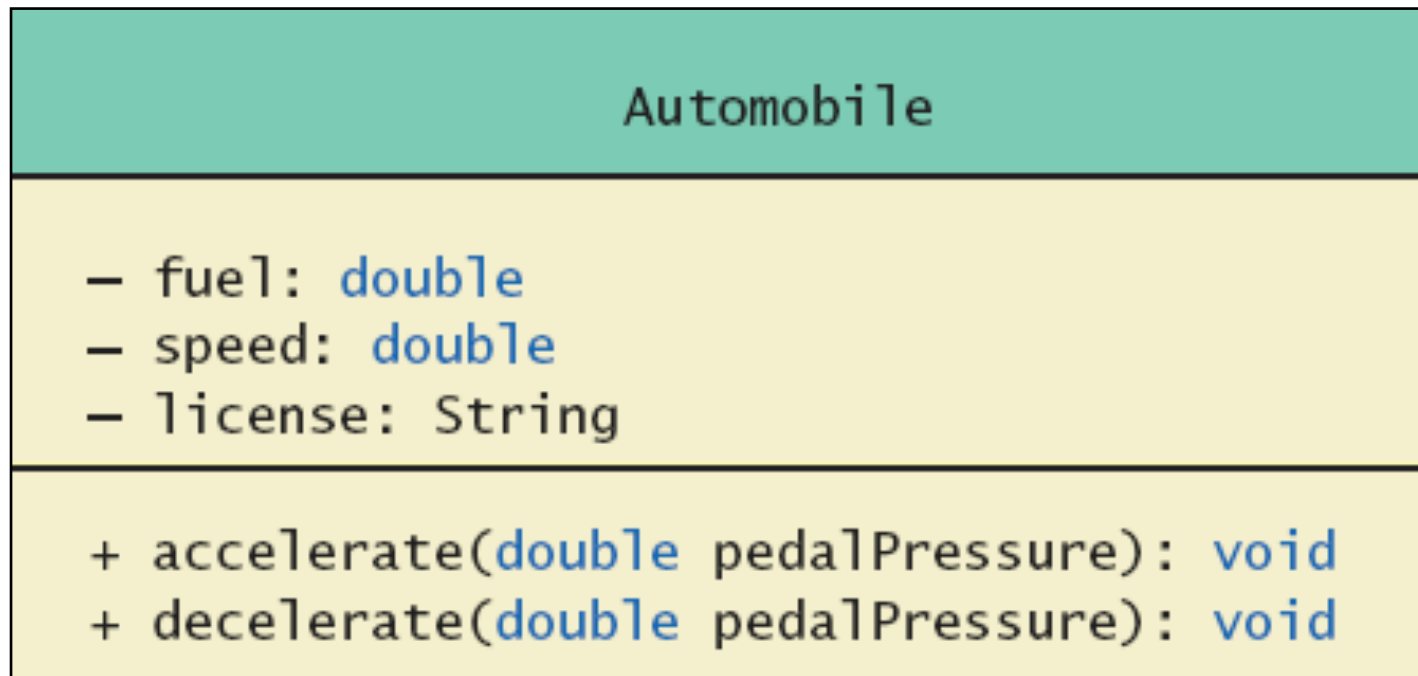 Automobile
– fuel: double
– speed: double
– license: String
+ accelerate(double pedalPressure): void
+ decelerate(double pedalPressure): void